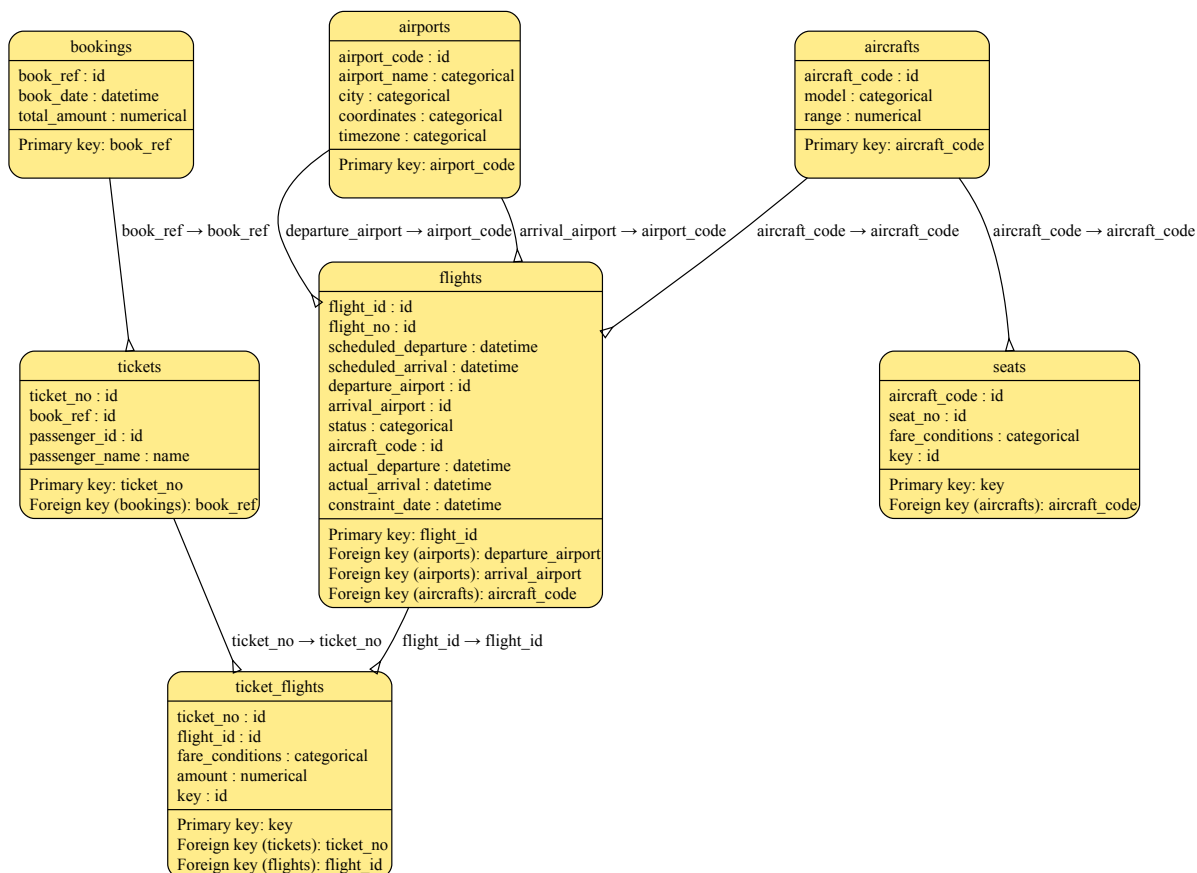 bookings
book_ref : id
book_date : datetime
total_amount : numerical
Primary key: book_ref
airports
airport_code : id
airport_name : categorical
city : categorical
coordinates : categorical
timezone : categorical
Primary key: airport_code
aircrafts
aircraft_code : id
model : categorical
range : numerical
Primary key: aircraft_code
book_ref → book_ref
departure_airport → airport_code
arrival_airport → airport_code
aircraft_code → aircraft_code
aircraft_code → aircraft_code
tickets
ticket_no : id
book_ref : id
passenger_id : id
passenger_name : name
Primary key: ticket_no
Foreign key (bookings): book_ref
flights
flight_id : id
flight_no : id
scheduled_departure : datetime
scheduled_arrival : datetime
departure_airport : id
arrival_airport : id
status : categorical
aircraft_code : id
actual_departure : datetime
actual_arrival : datetime
constraint_date : datetime
Primary key: flight_id
Foreign key (airports): departure_airport
Foreign key (airports): arrival_airport
Foreign key (aircrafts): aircraft_code
seats
aircraft_code : id
seat_no : id
fare_conditions : categorical
key : id
Primary key: key
Foreign key (aircrafts): aircraft_code
ticket_no → ticket_no
flight_id → flight_id
ticket_flights
ticket_no : id
flight_id : id
fare_conditions : categorical
amount : numerical
key : id
Primary key: key
Foreign key (tickets): ticket_no
Foreign key (flights): flight_id